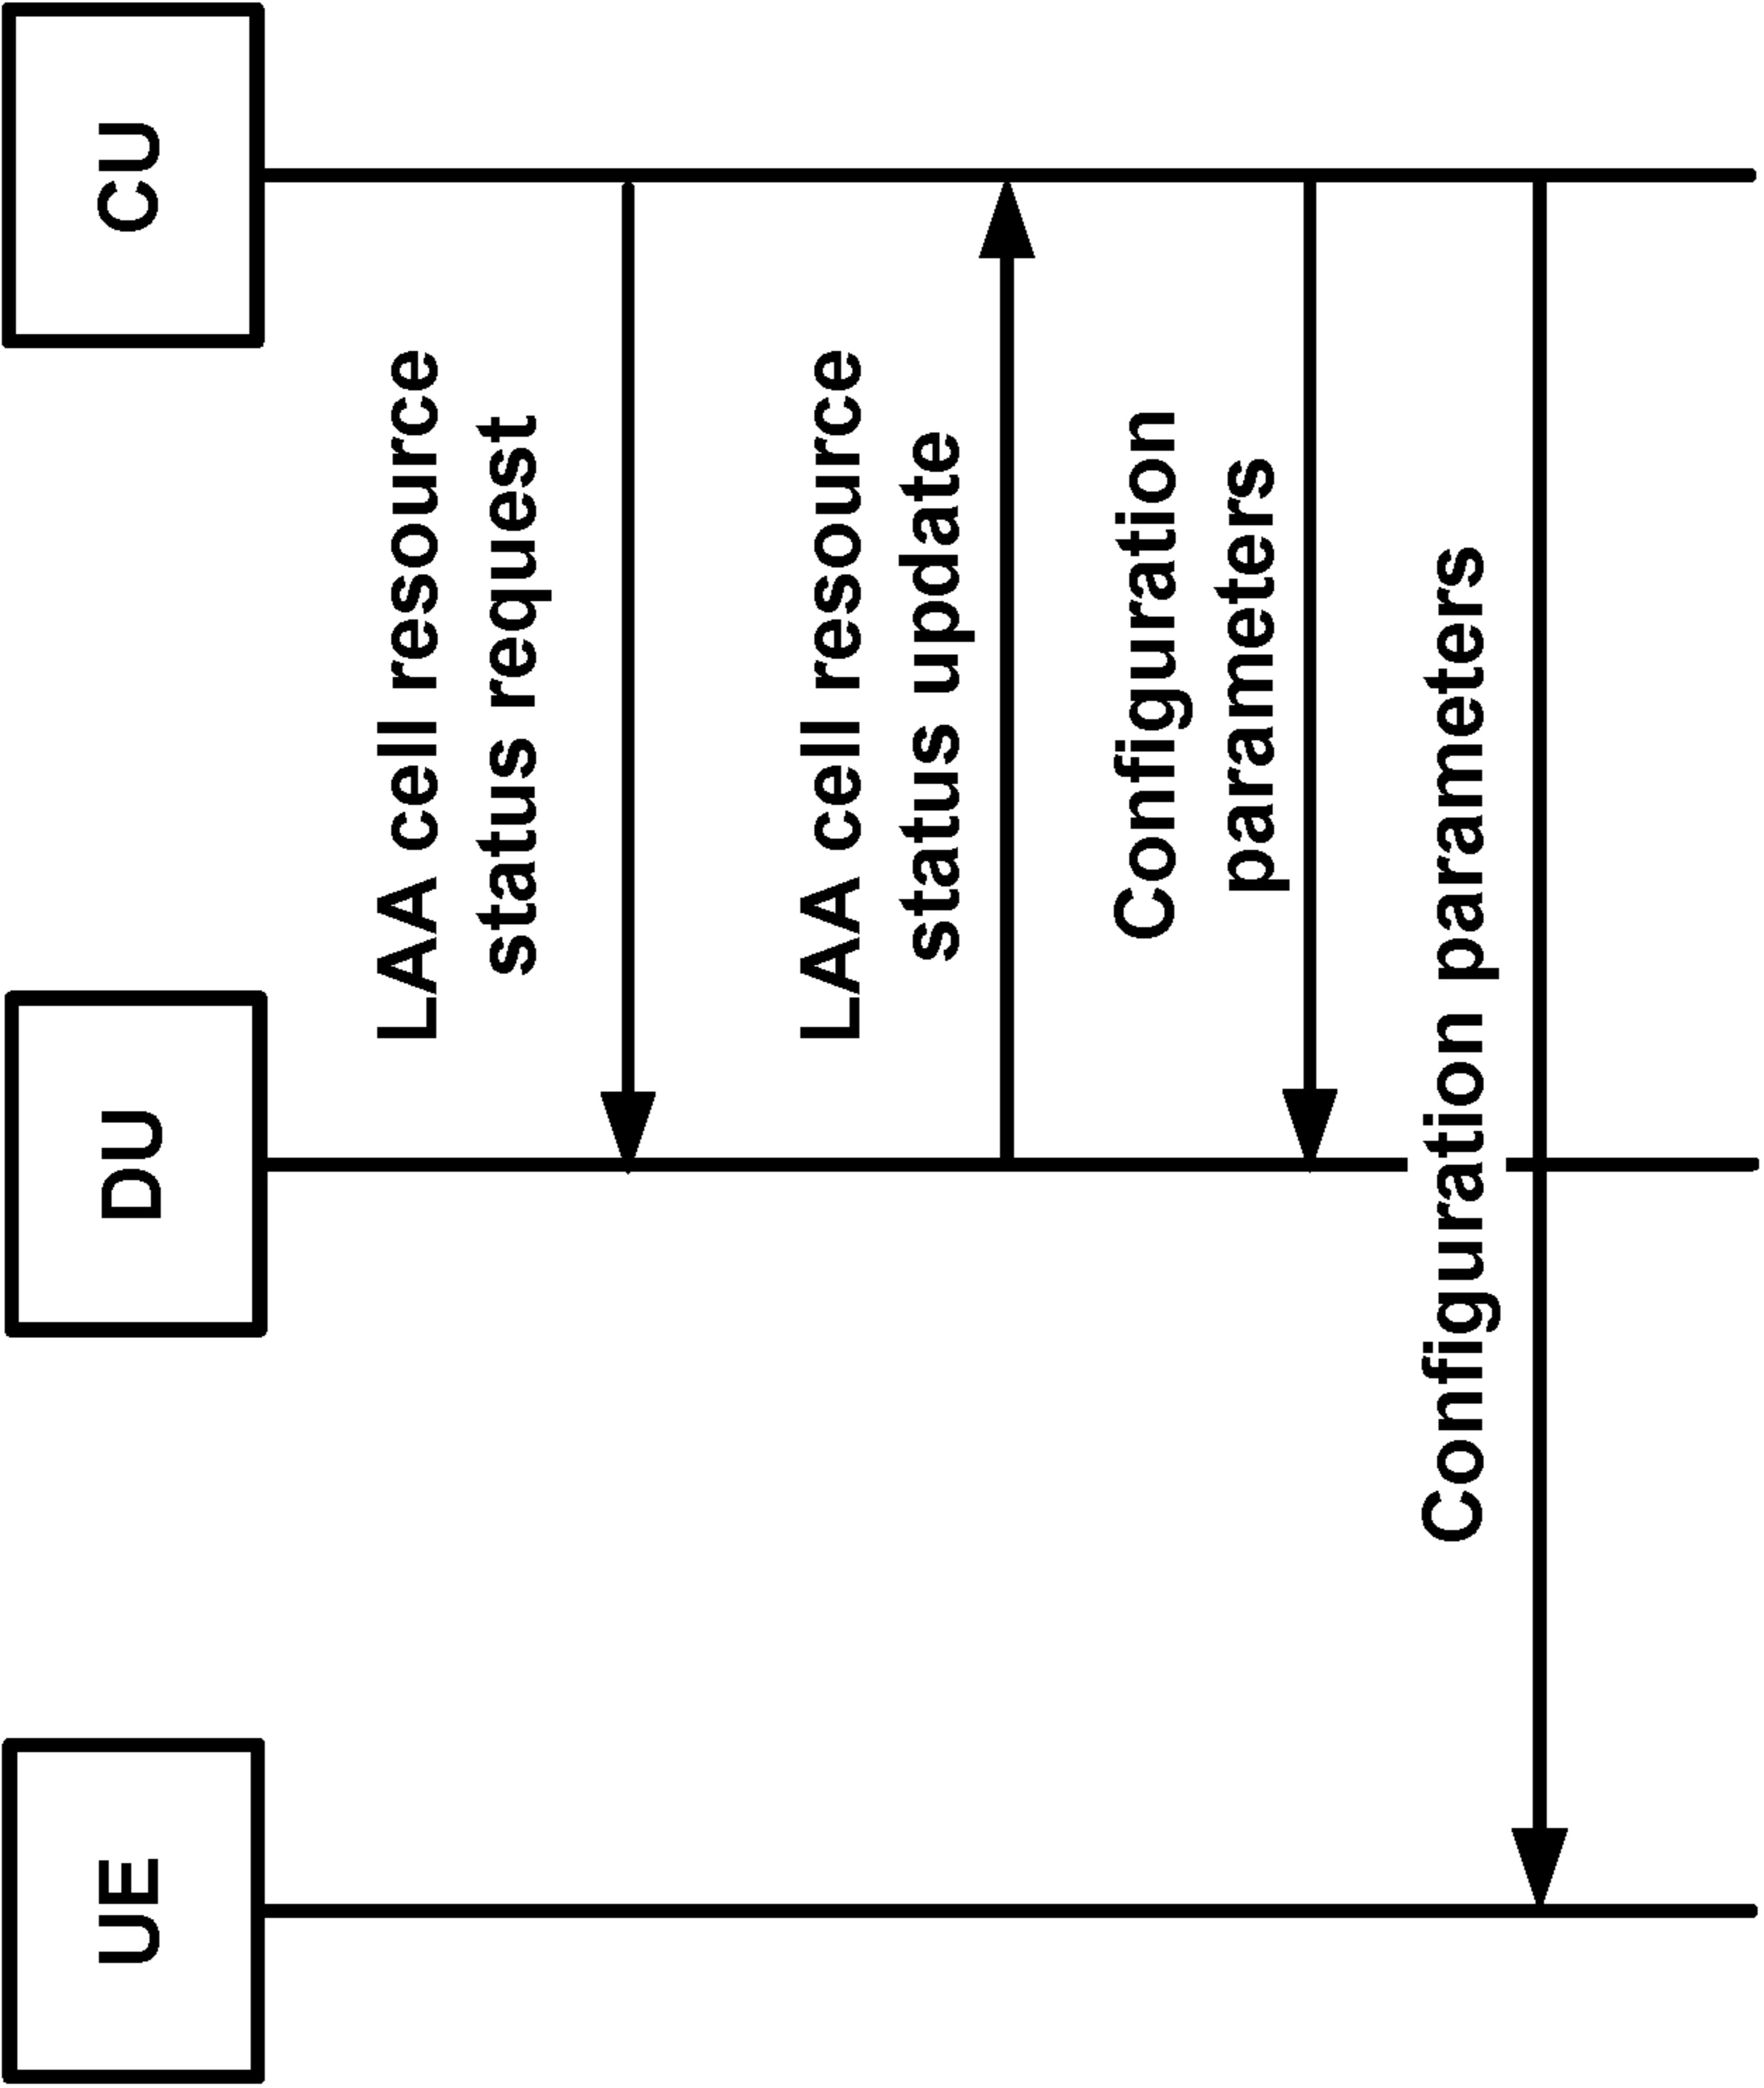 UE
DU
CU
LAA cell resource
status request
LAA cell resource
status update
Configuration
parameters
Configuration parameters